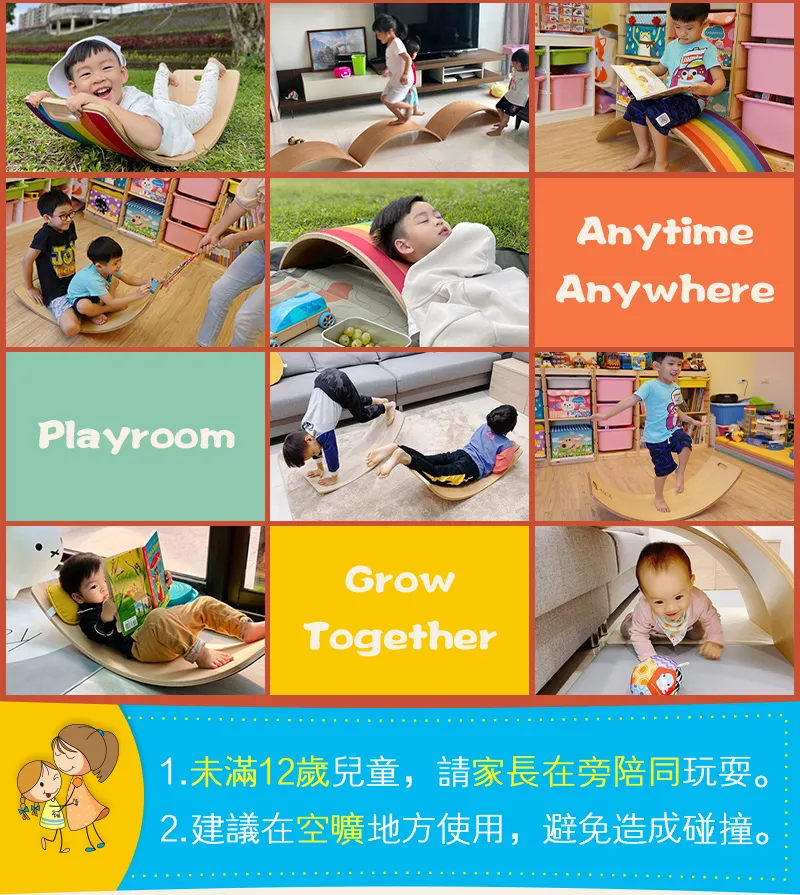 Anytime
Anywhere
Playroom
Grow
Together
1.未滿12歲兒童，請家長在旁陪同玩耍。
2.建議在空曠地方使用，避免造成碰撞。